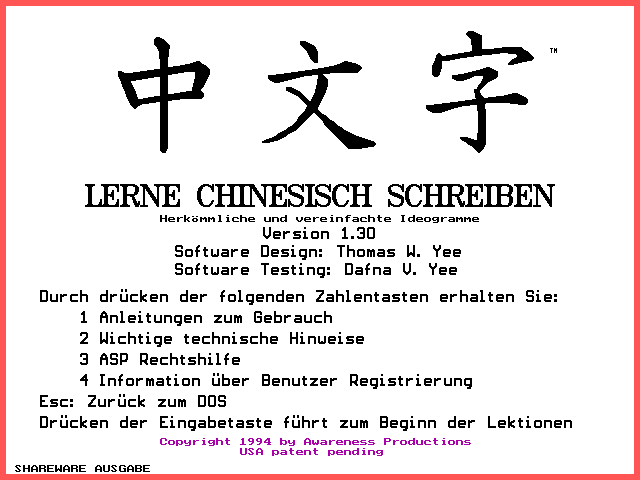 中文字™
LERNE CHINESISCH SCHREIBEN
Herkömmliche und vereinfachte Ideogramme
Version 1.30
Software Design: Thomas W. Yee
Software Testing: Dafna V. Yee
Durch drücken der folgenden Zahlentasten erhalten Sie:
1 Anleitungen zum Gebrauch
2 Wichtige technische Hinweise
3 ASP Rechtshilfe
4 Information über Benutzer Registrierung
Esc: Zurück zum DOS
Drücken der Eingabetaste führt zum Beginn der Lektionen
Copyright 1994 by Awareness Productions
USA patent pending
SHAREWARE AUSGABE